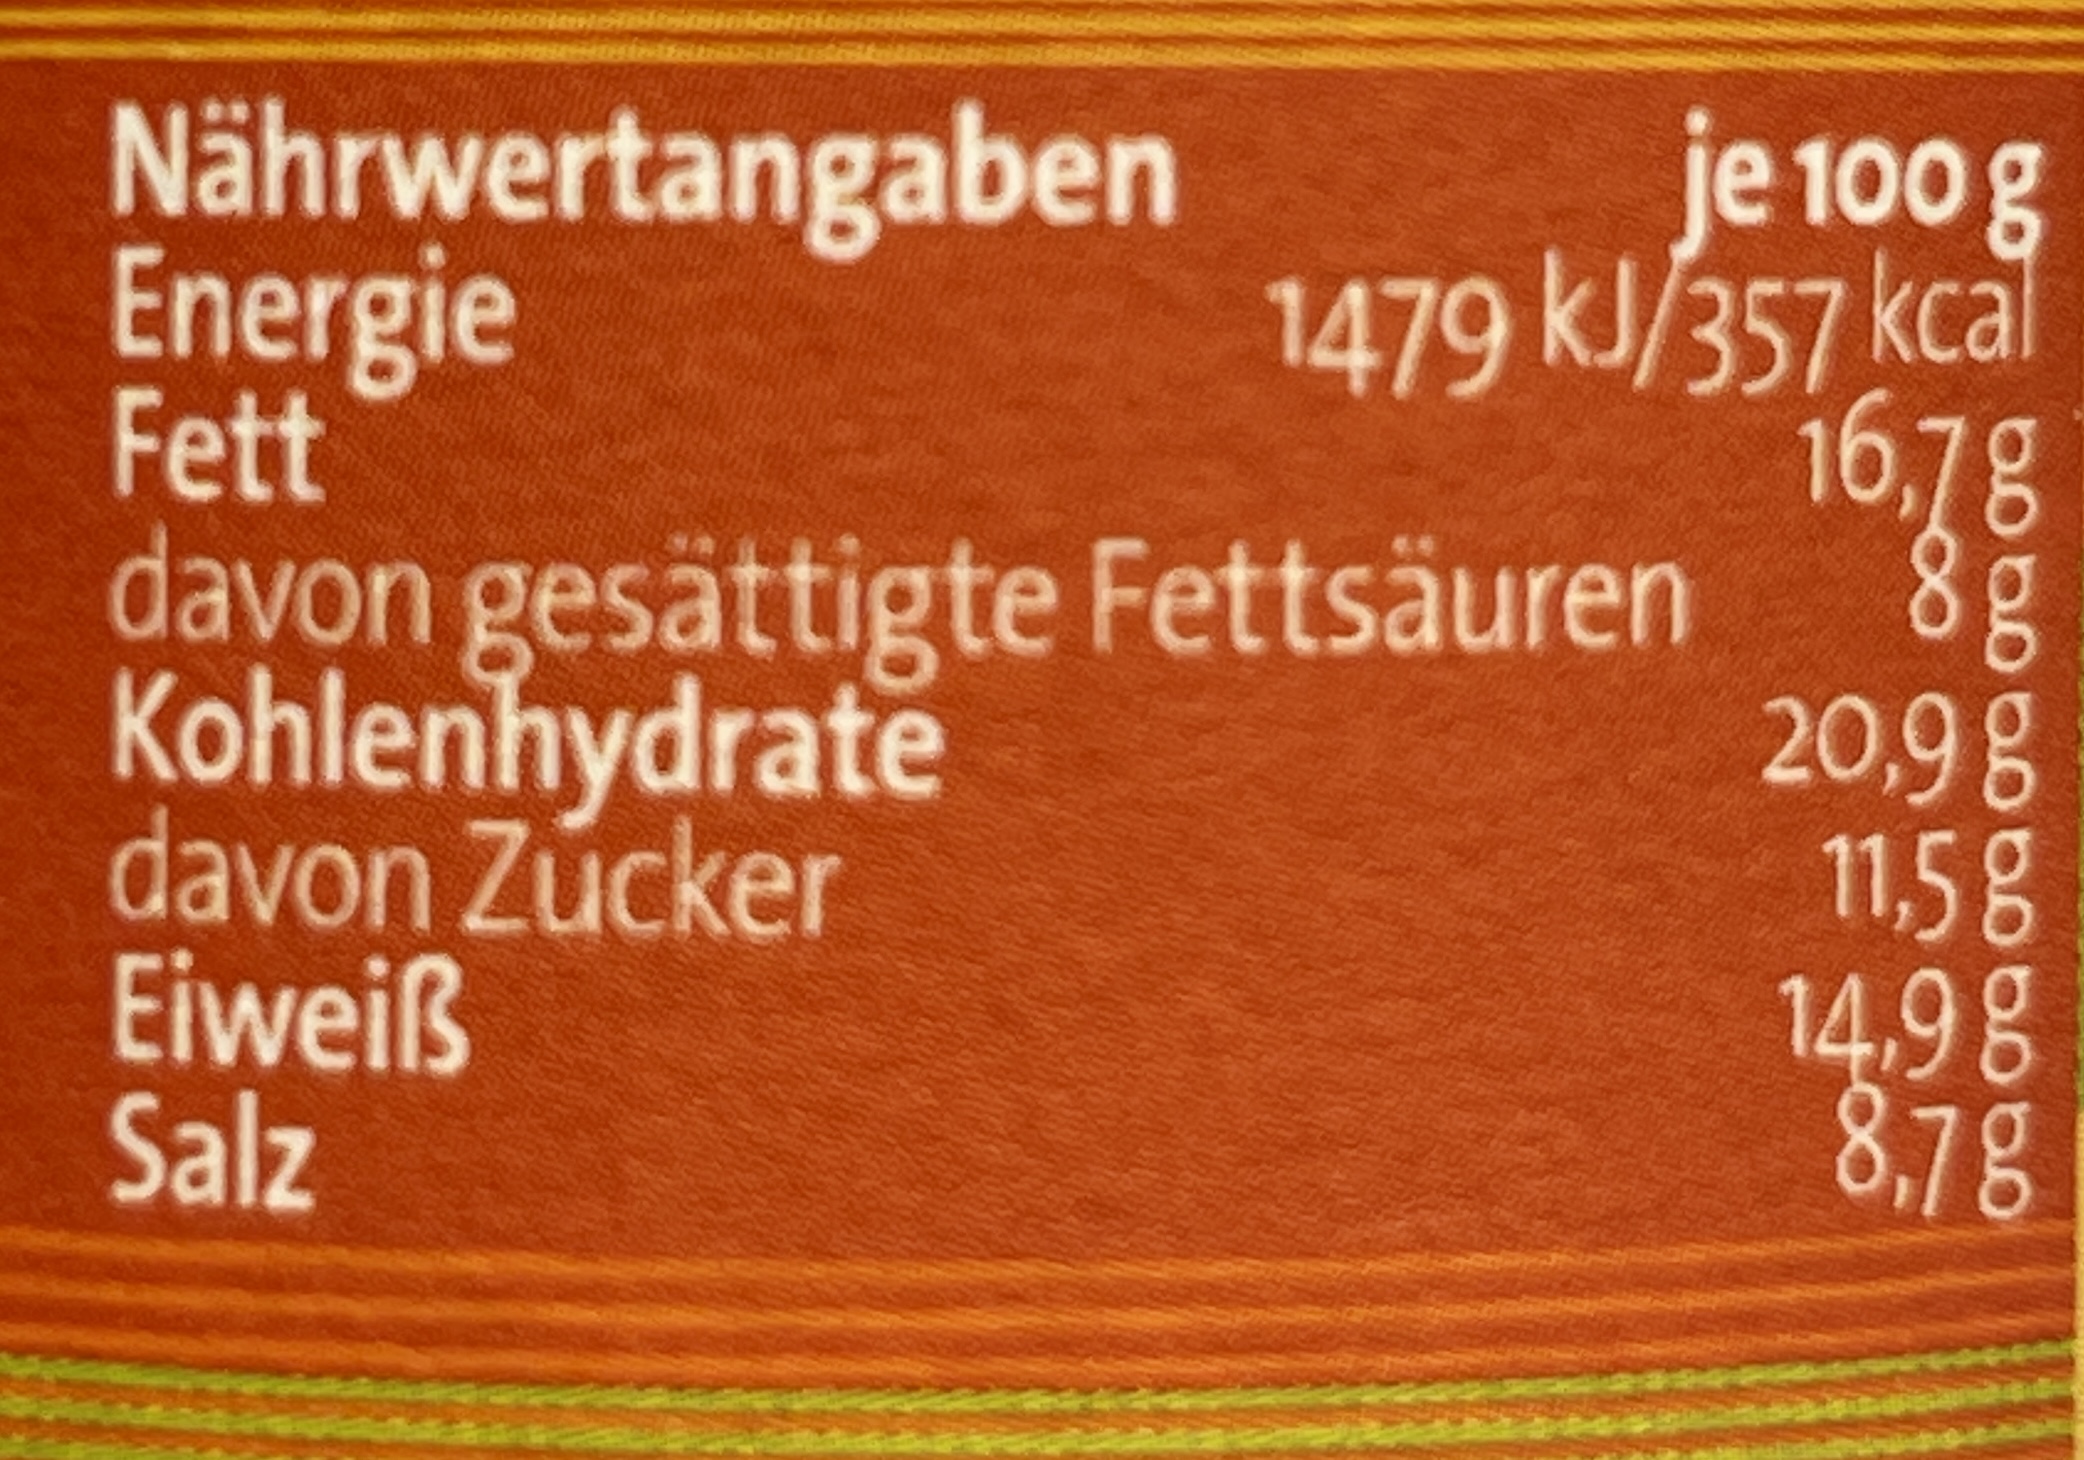 Nährwertangaben je 100 g
Energie 1479 kJ/357 kcal
Fett 16,7 g
davon gesättigte Fettsäuren 8 g
Kohlenhydrate 20,9 g
davon Zucker 11,5 g
Eiweiß 14,9 g
Salz 8,7 g